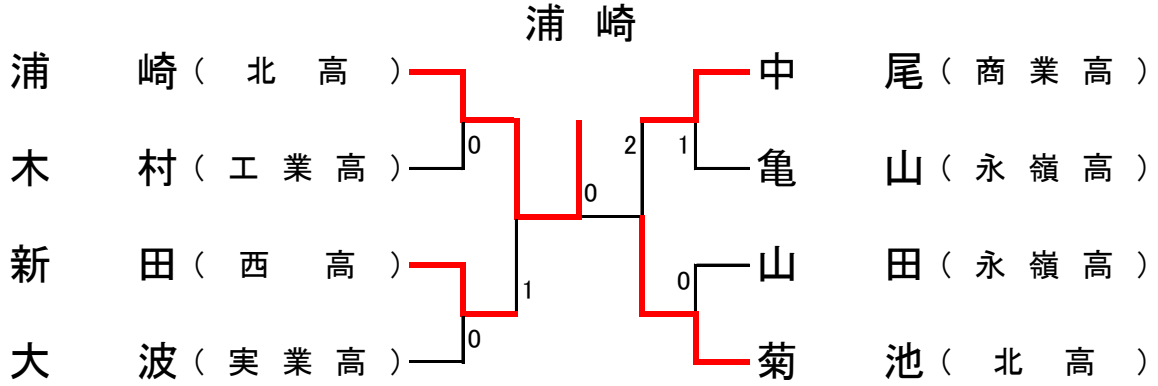 浦 崎
浦 崎 ( 北 高 ) 中 尾 ( 商 業 高 )
0 2 1
木 村 ( 工 業 高 ) 亀 山 ( 永 嶺 高 )
0
新 田 ( 西 高 ) 山 田 ( 永 嶺 高 )
1 0
0
大 波 ( 実 業 高 ) 菊 池 ( 北 高 )